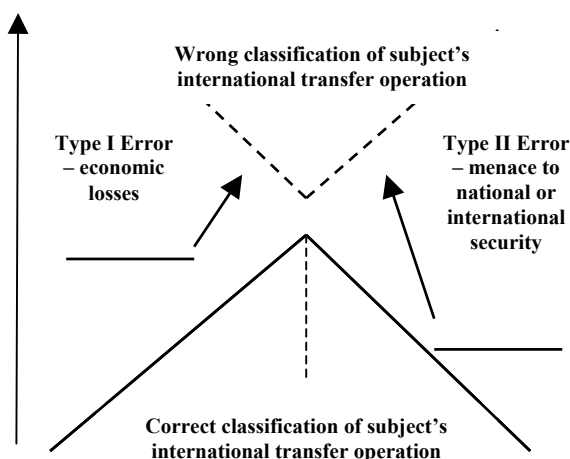 Wrong classification of subject's
international transfer operation
Type I Error
– economic
losses
Type II Error
– menace to
national or
international
security
Correct classification of subject's
international transfer operation